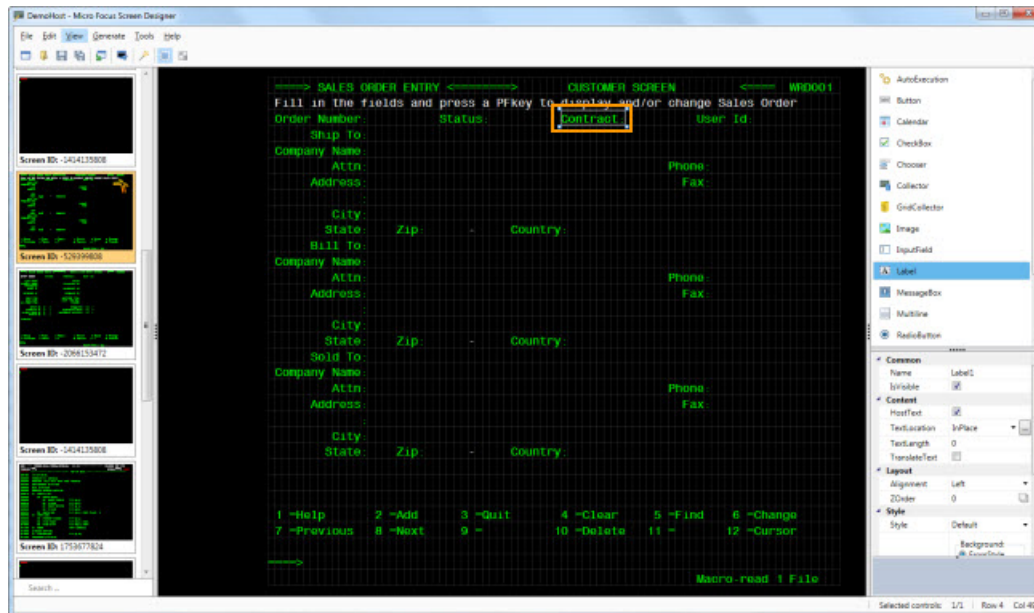 DemoHost - Micro Focus Screen Designer
File Edit View Generate Tools Help
Screen ID: -1414135808
Screen ID: -529399808
Screen ID: -2066153472
Screen ID: -1414135808
Screen ID: 1753677824
Search ...
====> SALES ORDER ENTRY <==========> CUSTOMER SCREEN <==== WRD001
Fill in the fields and press a PFkey to display and/or change Sales Order
Order Number: Status: Contract: User Id:
Ship To:
Company Name:
Attn: Phone:
Address: Fax:
:
City:
State: Zip: - Country:
Bill To:
Company Name:
Attn: Phone:
Address: Fax:
:
City:
State: Zip: - Country:
Sold To:
Company Name:
Attn: Phone:
Address: Fax:
:
City:
State: Zip: - Country:
1 =Help 2 =Add 3 =Quit 4 =Clear 5 =Find 6 =Change
7 =Previous 8 =Next 9 = 10 =Delete 11 = 12 =Cursor
====>
Macro-read 1 File
AutoExecution
Button
Calendar
CheckBox
Chooser
Collector
GridCollector
Image
InputField
Label
MessageBox
Multiline
RadioButton
Common
Name Label1
IsVisible
Content
HostText
TextLocation InPlace
TextLength 0
TranslateText
Layout
Alignment Left
ZOrder 0
Style
Style Default
Background:
Selected controls: 1/1 Row 4